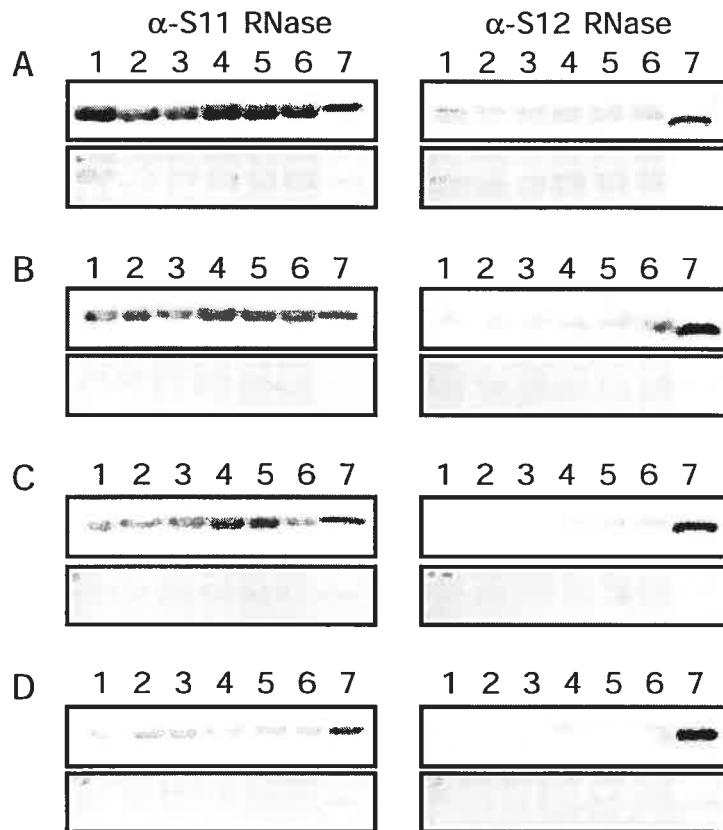 α-S11 RNase α-S12 RNase
A 1 2 3 4 5 6 7 1 2 3 4 5 6 7
B 1 2 3 4 5 6 7 1 2 3 4 5 6 7
C 1 2 3 4 5 6 7 1 2 3 4 5 6 7
D 1 2 3 4 5 6 7 1 2 3 4 5 6 7